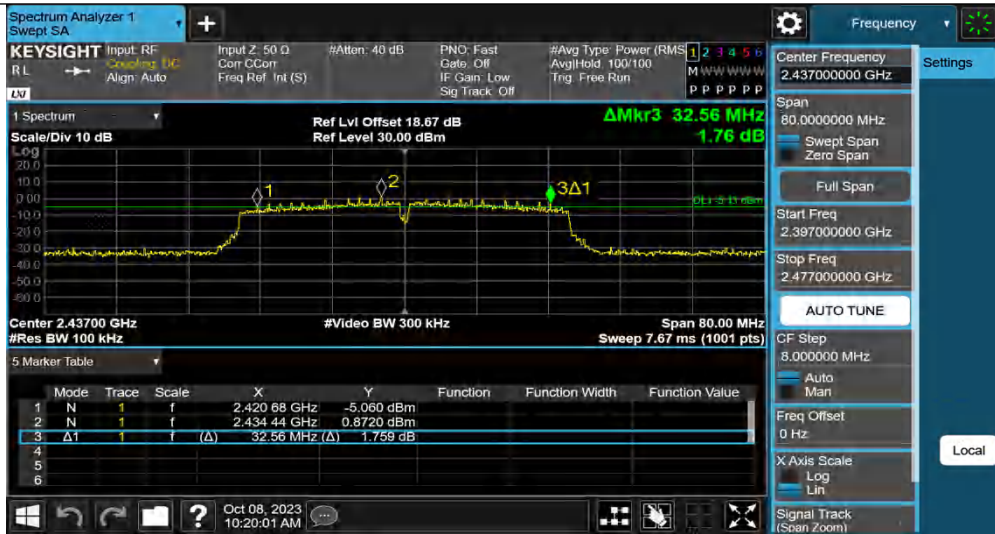 Spectrum Analyzer 1
Swept SA
+
Frequency
KEYSIGHT
RL
LXI
Input: RF
Coupling: DC
Align: Auto
Input Z: 50 Ω
Corr CCorr
Freq Ref: Int (S)
#Atten: 40 dB
PNO: Fast
Gate: Off
IF Gain: Low
Sig Track: Off
#Avg Type: Power (RMS
Avg|Hold: 100/100
Trig: Free Run
1 2 3 4 5 6
M W W W W W
P P P P P P
1 Spectrum
Scale/Div 10 dB
Ref Lvl Offset 18.67 dB
Ref Level 30.00 dBm
ΔMkr3 32.56 MHz
1.76 dB
Log
20.0
10.0
0.00
-10.0
-20.0
-30.0
-40.0
-50.0
-60.0
1
2
3Δ1
Center 2.43700 GHz
#Res BW 100 kHz
#Video BW 300 kHz
Span 80.00 MHz
Sweep 7.67 ms (1001 pts)
5 Marker Table
Mode Trace Scale X Y Function Function Width Function Value
1 N 1 f 2.420 68 GHz -5.060 dBm
2 N 1 f 2.434 44 GHz 0.8720 dBm
3 Δ1 1 f (Δ) 32.56 MHz (Δ) 1.759 dB
4
5
6
?
Oct 08, 2023
10:20:01 AM
Center Frequency
2.437000000 GHz
Span
80.0000000 MHz
Swept Span
Zero Span
Full Span
Start Freq
2.397000000 GHz
Stop Freq
2.477000000 GHz
AUTO TUNE
CF Step
8.000000 MHz
Auto
Man
Freq Offset
0 Hz
X Axis Scale
Log
Lin
Signal Track
(Span Zoom)
Settings
Local